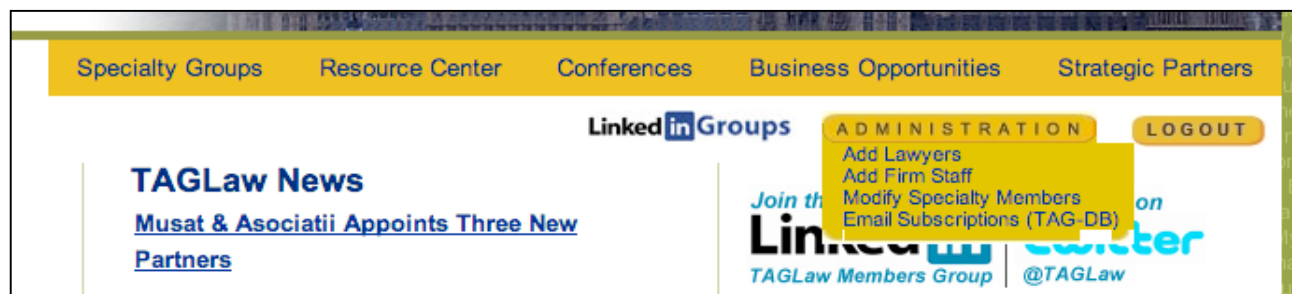 Specialty Groups Resource Center Conferences Business Opportunities Strategic Partners
Linked in Groups ADMINISTRATION LOGOUT
Add Lawyers
Add Firm Staff
Modify Specialty Members
Email Subscriptions (TAG-DB)
TAGLaw News
Musat & Asociatii Appoints Three New
Partners
Join on
TAGLaw Members Group @TAGLaw